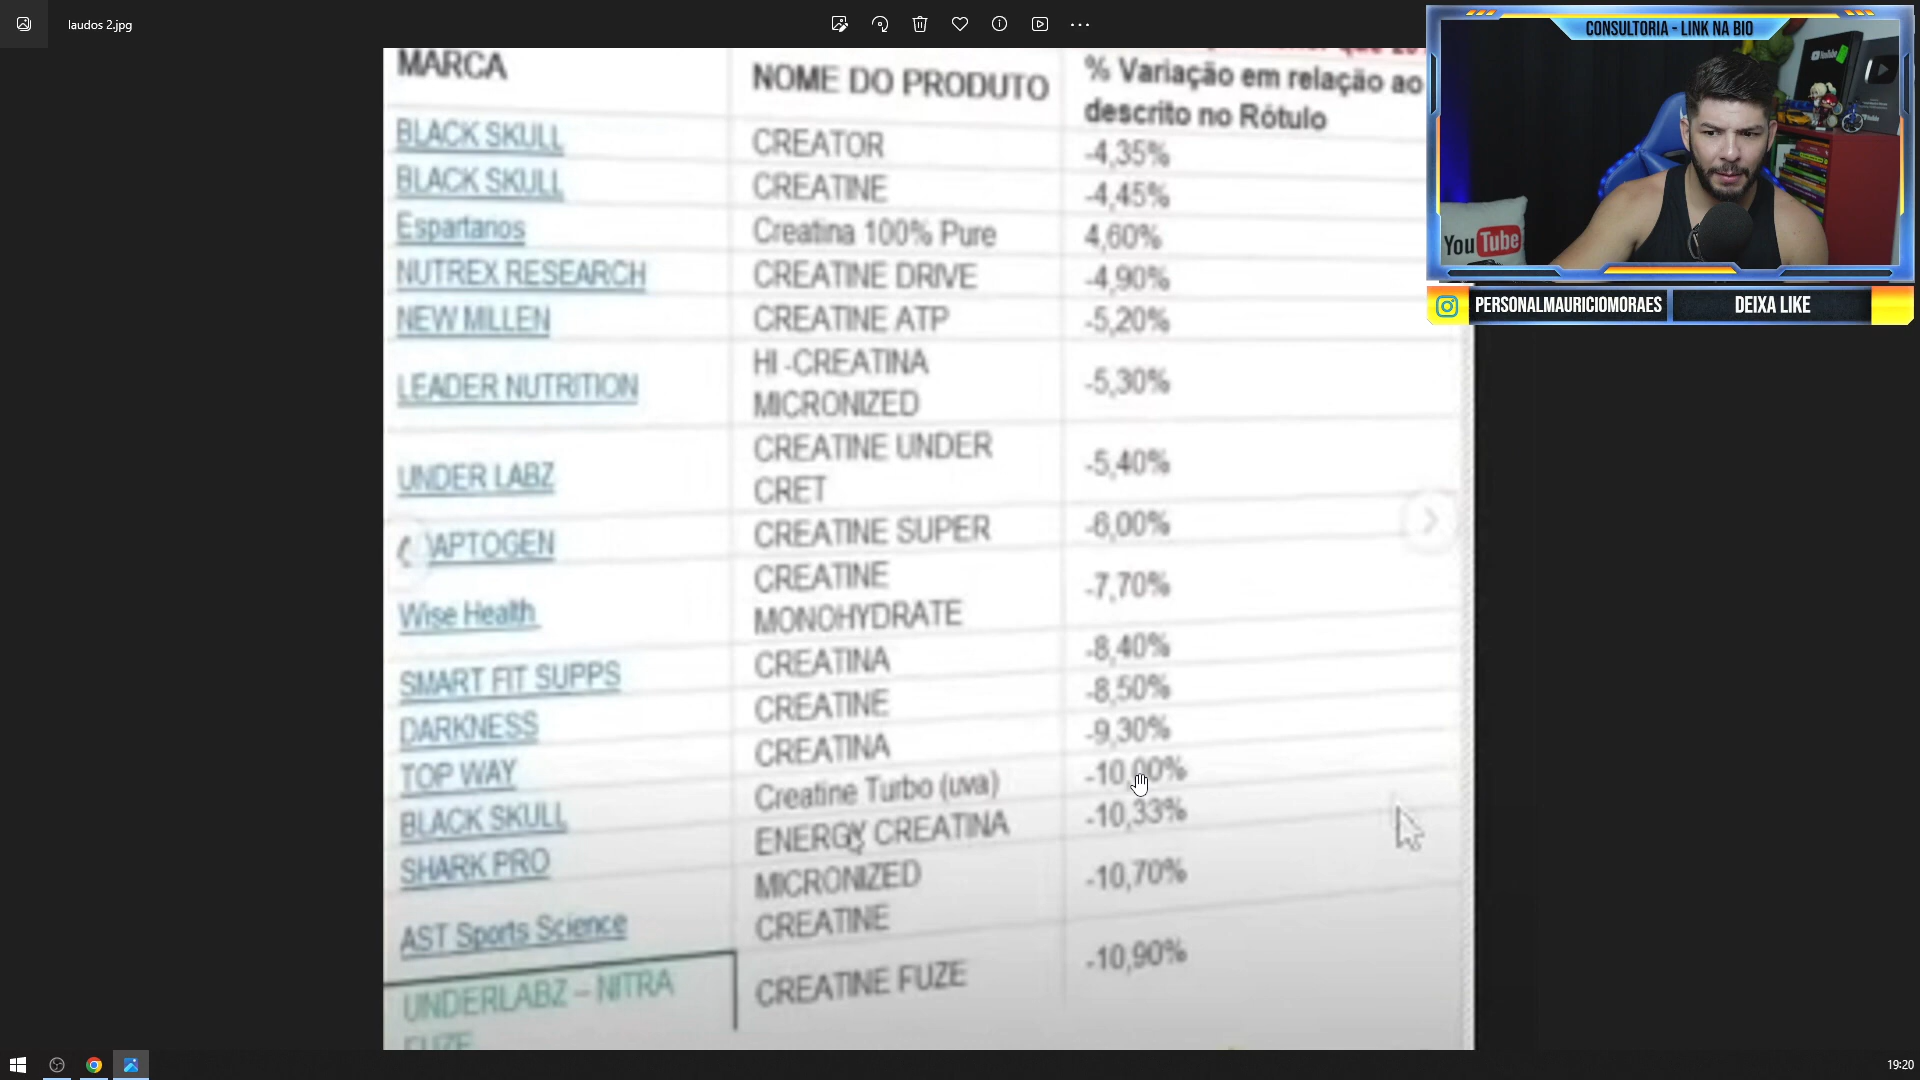 laudos 2.jpg
CONSULTORIA - LINK NA BIO
YouTube
PERSONALMAURICIOMORAES DEIXA LIKE
MARCA NOME DO PRODUTO % Variação em relação ao
descrito no Rótulo
BLACK SKULL CREATOR -4,35%
BLACK SKULL CREATINE -4,45%
Espartanos Creatina 100% Pure 4,60%
NUTREX RESEARCH CREATINE DRIVE -4,90%
NEW MILLEN CREATINE ATP -5,20%
LEADER NUTRITION HI -CREATINA
MICRONIZED -5,30%
UNDER LABZ CREATINE UNDER
CRET -5,40%
APTOGEN CREATINE SUPER -6,00%
Wise Health CREATINE
MONOHYDRATE -7,70%
SMART FIT SUPPS CREATINA -8,40%
DARKNESS CREATINE -8,50%
TOP WAY CREATINA -9,30%
BLACK SKULL Creatine Turbo (uva) -10,00%
SHARK PRO ENERGY CREATINA -10,33%
AST Sports Science MICRONIZED
CREATINE -10,70%
UNDERLABZ – NITRA
FUZE CREATINE FUZE -10,90%
19:20